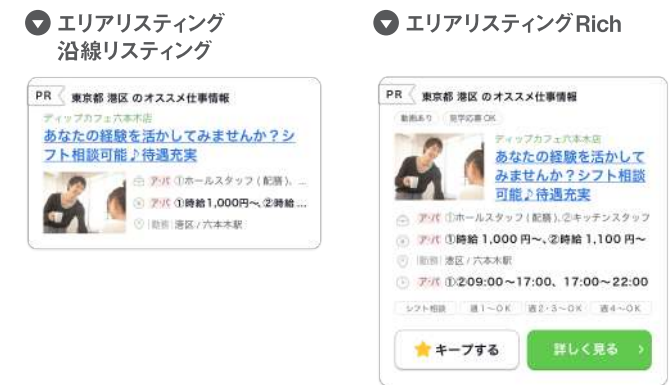 エリアリスティング
沿線リスティング
PR 東京都 港区 のオススメ仕事情報
ディップカフェ六本木店
あなたの経験を活かしてみませんか？シ
フト相談可能♪待遇充実
ア・パ ①ホールスタッフ ( 配膳 )、...
ア・パ ①時給1,000円〜、②時給 ...
勤務 港区 / 六本木駅
エリアリスティングRich
PR 東京都 港区 のオススメ仕事情報
動画あり 見学応募 OK
ディップカフェ六本木店
あなたの経験を活かして
みませんか？シフト相談
可能♪待遇充実
ア・パ ①ホールスタッフ ( 配膳 )、②キッチンスタッフ
ア・パ ①時給 1,000 円〜、②時給 1,100 円〜
勤務 港区 / 六本木駅
ア・パ ①②09:00〜17:00、17:00〜22:00
シフト相談 週1〜OK 週2・3〜OK 週4〜OK
キープする 詳しく見る